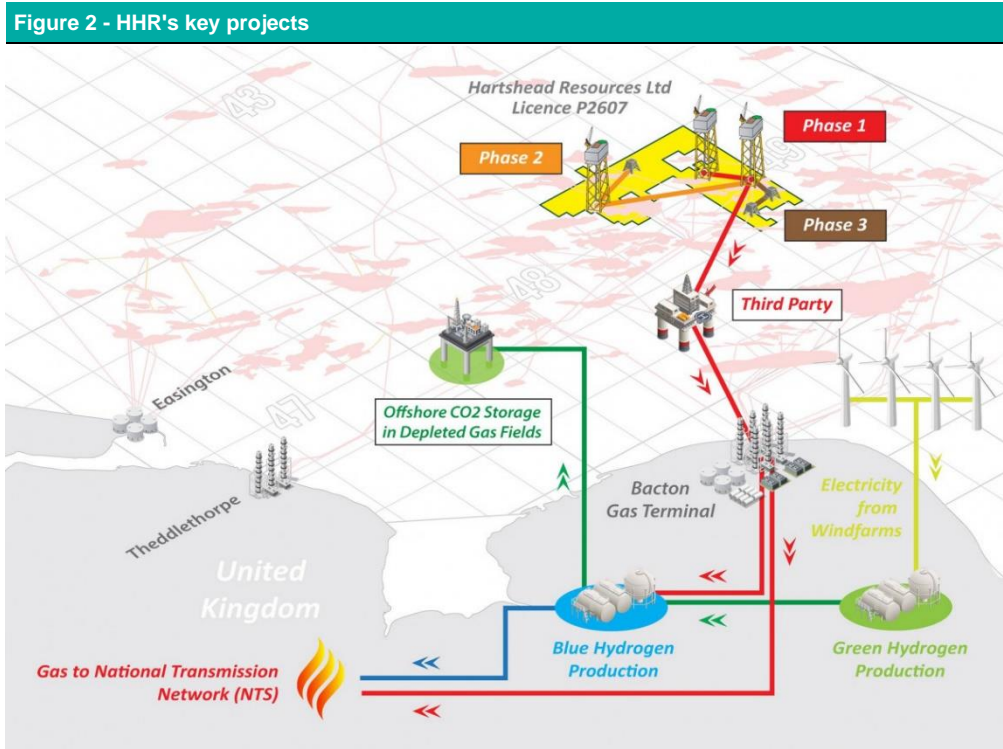 Figure 2 - HHR's key projects
43
Hartshead Resources Ltd
Licence P2607
Phase 1
49
Phase 2
Phase 3
48
Third Party
Easington
47
Offshore CO2 Storage
in Depleted Gas Fields
Theddlethorpe
Bacton
Gas Terminal
Electricity
from
Windfarms
United
Kingdom
Blue Hydrogen
Production
Green Hydrogen
Production
Gas to National Transmission
Network (NTS)